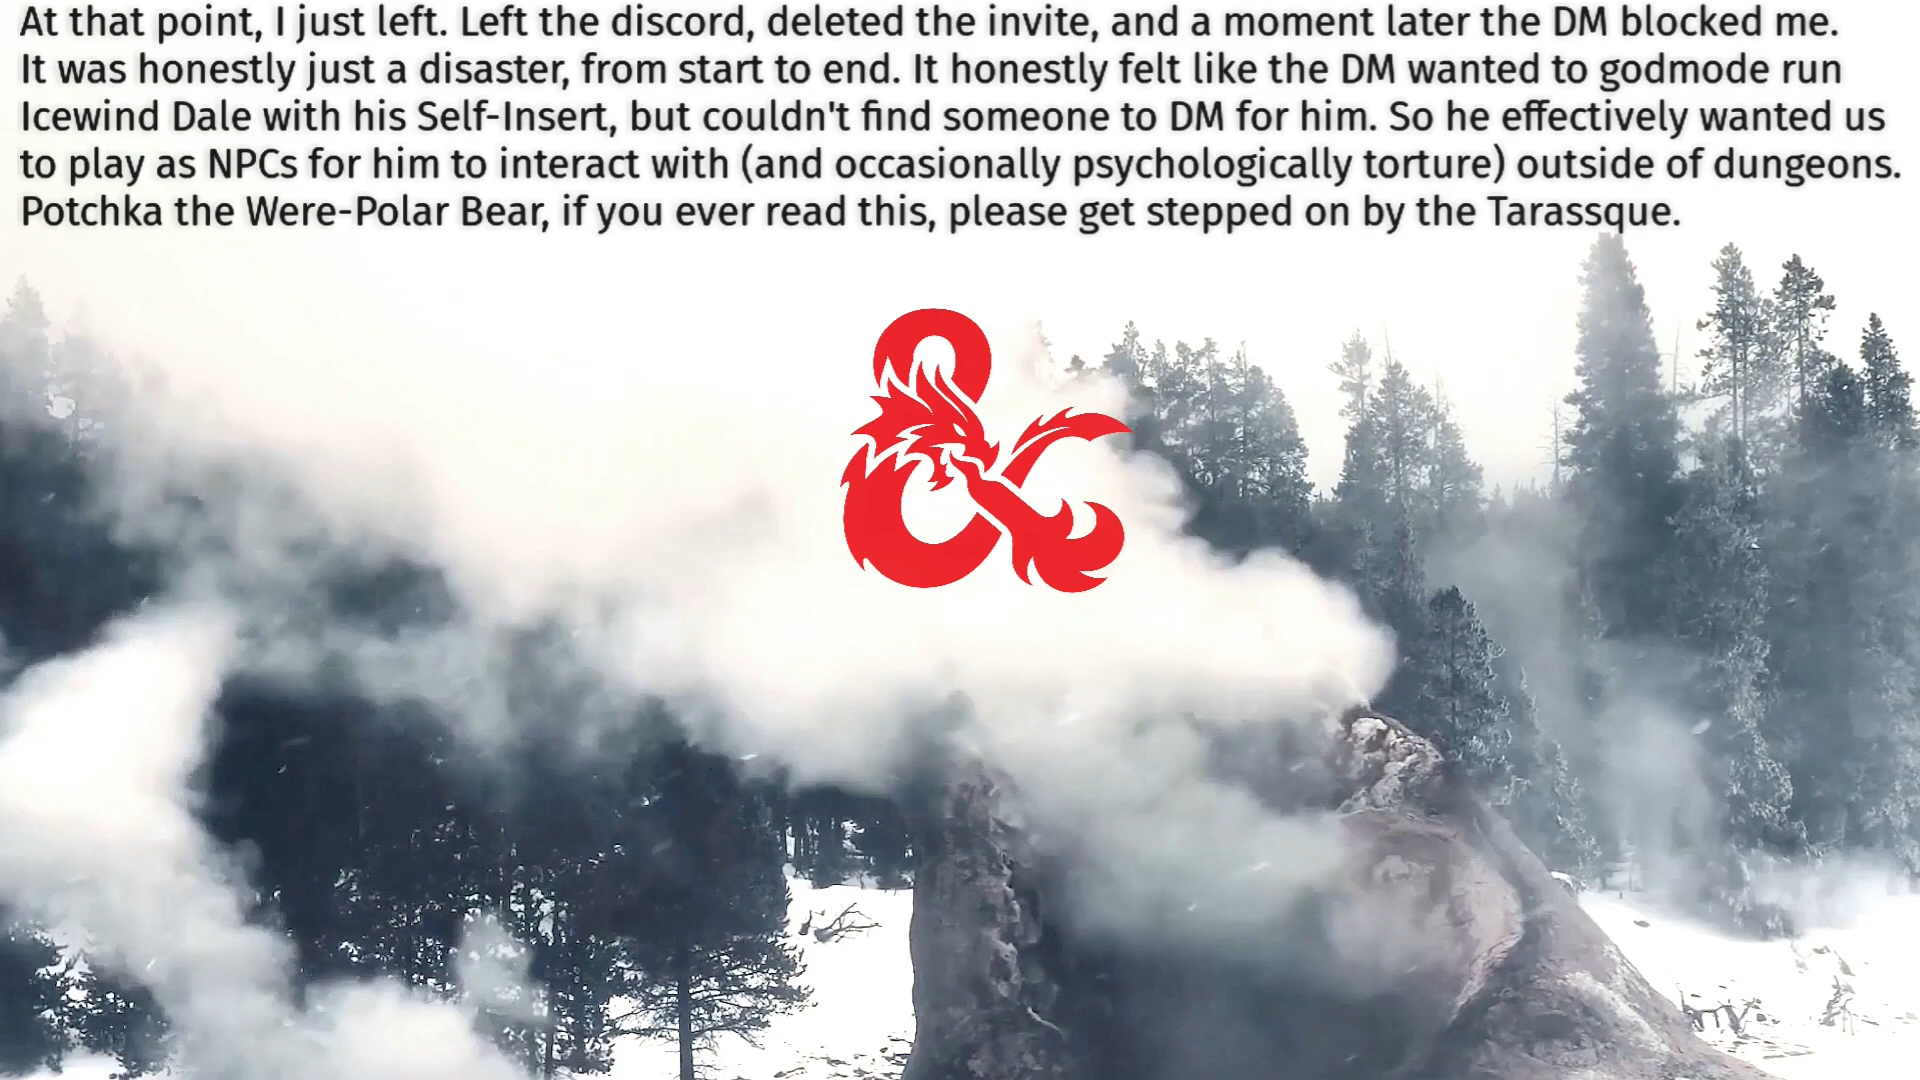 At that point, I just left. Left the discord, deleted the invite, and a moment later the DM blocked me.
It was honestly just a disaster, from start to end. It honestly felt like the DM wanted to godmode run
Icewind Dale with his Self-Insert, but couldn't find someone to DM for him. So he effectively wanted us
to play as NPCs for him to interact with (and occasionally psychologically torture) outside of dungeons.
Potchka the Were-Polar Bear, if you ever read this, please get stepped on by the Tarassque.